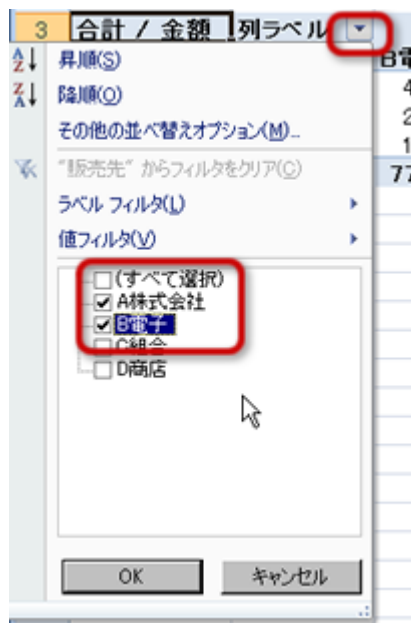 3 合計 / 金額 列ラベル
昇順(S)
降順(O)
その他の並べ替えオプション(M)...
"販売先" からフィルタをクリア(C)
ラベル フィルタ(L)
値フィルタ(V)
(すべて選択)
A株式会社
B電子
C組合
D商店
OK キャンセル